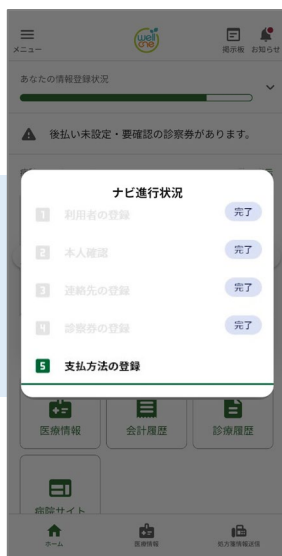 メニュー
well one
掲示板
お知らせ
あなたの情報登録状況
後払い未設定・要確認の診察券があります。
ナビ進行状況
1 利用者の登録 完了
2 本人確認 完了
3 連絡先の登録 完了
4 診察券の登録 完了
5 支払方法の登録
医療情報
会計履歴
診療履歴
病院サイト
ホーム
医療情報
処方箋情報送信